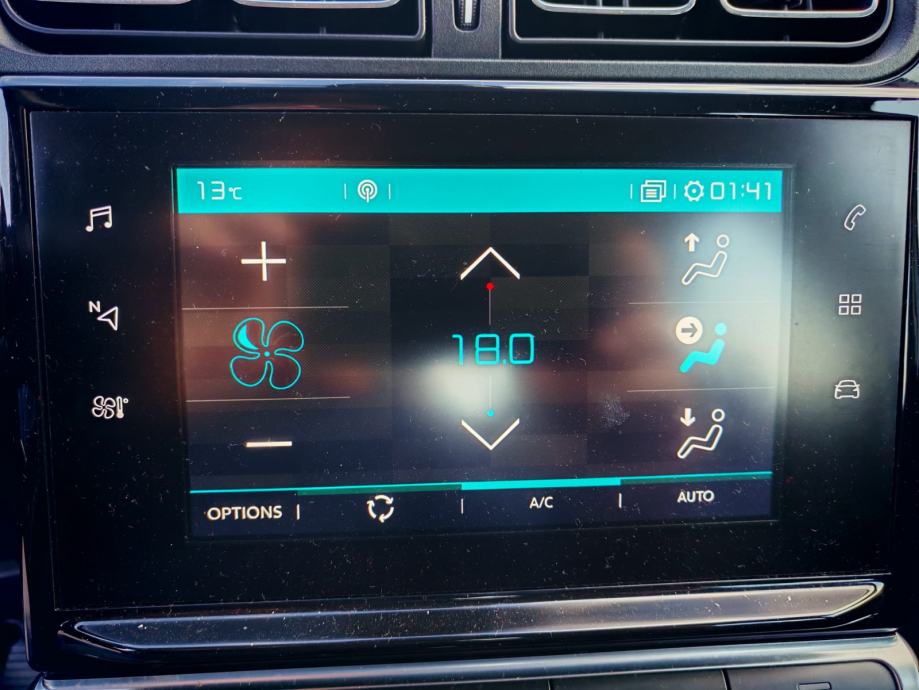 13°C 01:41
N
18.0
OPTIONS | | A/C | AUTO